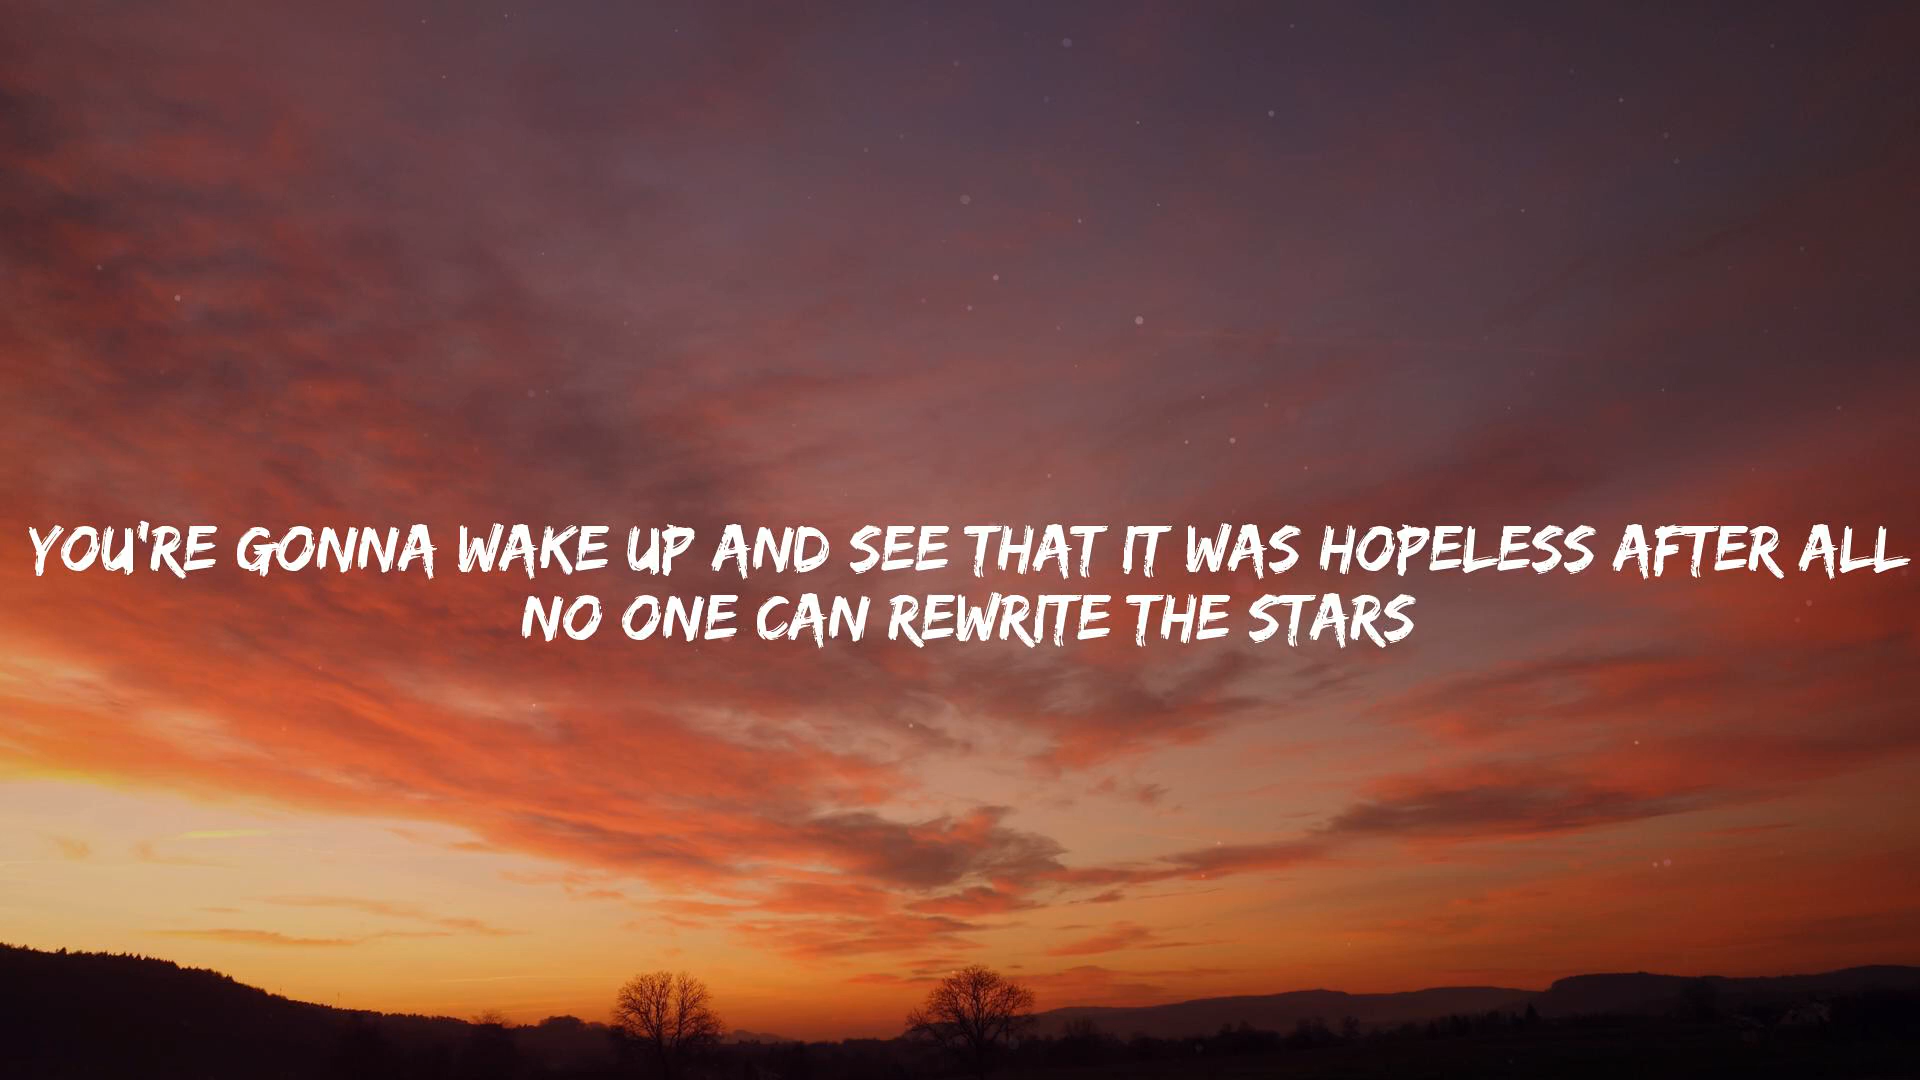 YOU'RE GONNA WAKE UP AND SEE THAT IT WAS HOPELESS AFTER ALL
NO ONE CAN REWRITE THE STARS